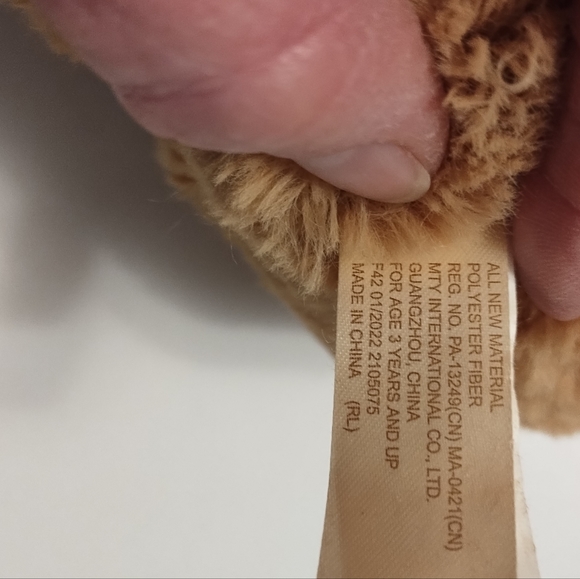 ALL NEW MATERIAL
POLYESTER FIBER
REG. NO. PA-13249(CN) MA-0421(CN)
MTY INTERNATIONAL CO., LTD.
GUANGZHOU, CHINA
FOR AGE 3 YEARS AND UP
F42 01/2022 2105075
MADE IN CHINA (RL)